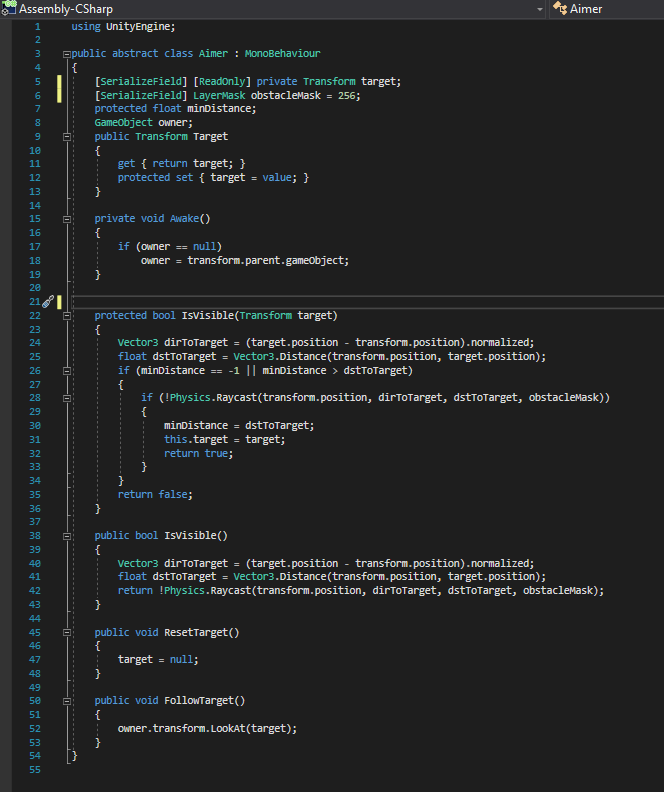 Assembly-CSharp Aimer
1 using UnityEngine;
2
3 public abstract class Aimer : MonoBehaviour
4 {
5 [SerializeField] [ReadOnly] private Transform target;
6 [SerializeField] LayerMask obstacleMask = 256;
7 protected float minDistance;
8 GameObject owner;
9 public Transform Target
10 {
11 get { return target; }
12 protected set { target = value; }
13 }
14
15 private void Awake()
16 {
17 if (owner == null)
18 owner = transform.parent.gameObject;
19 }
20
21
22 protected bool IsVisible(Transform target)
23 {
24 Vector3 dirToTarget = (target.position - transform.position).normalized;
25 float dstToTarget = Vector3.Distance(transform.position, target.position);
26 if (minDistance == -1 || minDistance > dstToTarget)
27 {
28 if (!Physics.Raycast(transform.position, dirToTarget, dstToTarget, obstacleMask))
29 {
30 minDistance = dstToTarget;
31 this.target = target;
32 return true;
33 }
34 }
35 return false;
36 }
37
38 public bool IsVisible()
39 {
40 Vector3 dirToTarget = (target.position - transform.position).normalized;
41 float dstToTarget = Vector3.Distance(transform.position, target.position);
42 return !Physics.Raycast(transform.position, dirToTarget, dstToTarget, obstacleMask);
43 }
44
45 public void ResetTarget()
46 {
47 target = null;
48 }
49
50 public void FollowTarget()
51 {
52 owner.transform.LookAt(target);
53 }
54 }
55